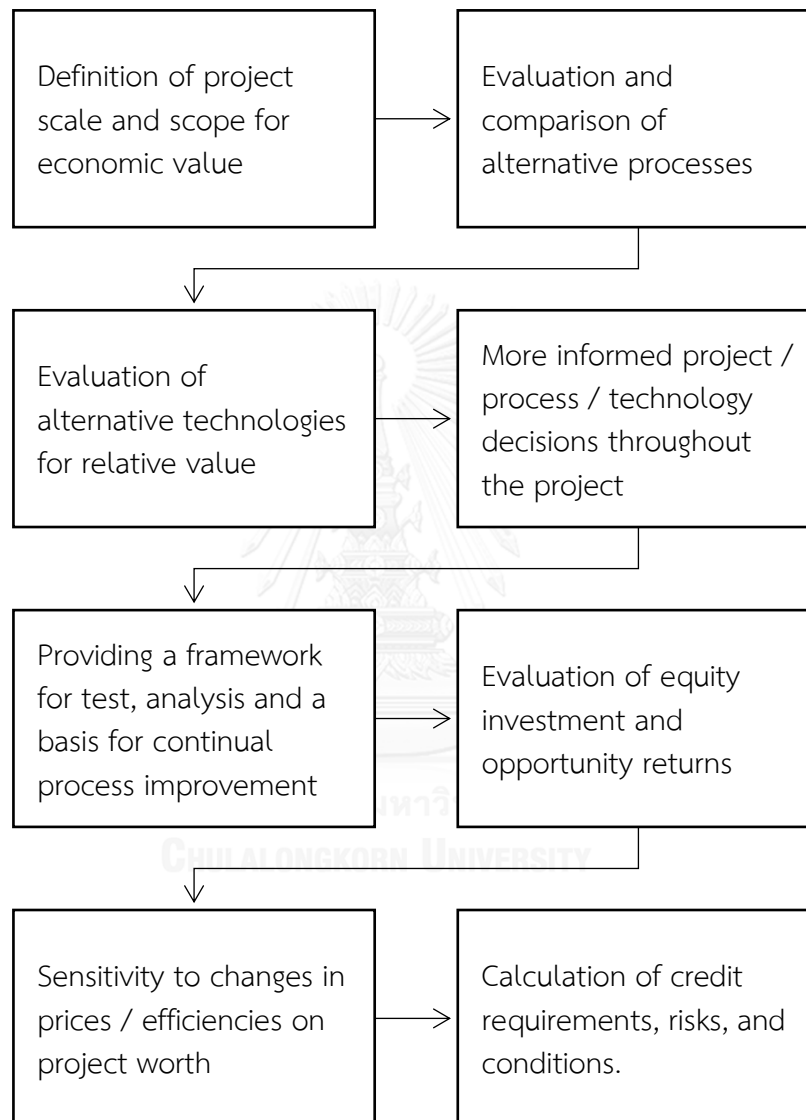 Definition of project
scale and scope for
economic value
Evaluation and
comparison of
alternative processes
Evaluation of
alternative technologies
for relative value
More informed project /
process / technology
decisions throughout
the project
Providing a framework
for test, analysis and a
basis for continual
process improvement
Evaluation of equity
investment and
opportunity returns
CHULALONGKORN UNIVERSITY
Sensitivity to changes in
prices / efficiencies on
project worth
Calculation of credit
requirements, risks, and
conditions.